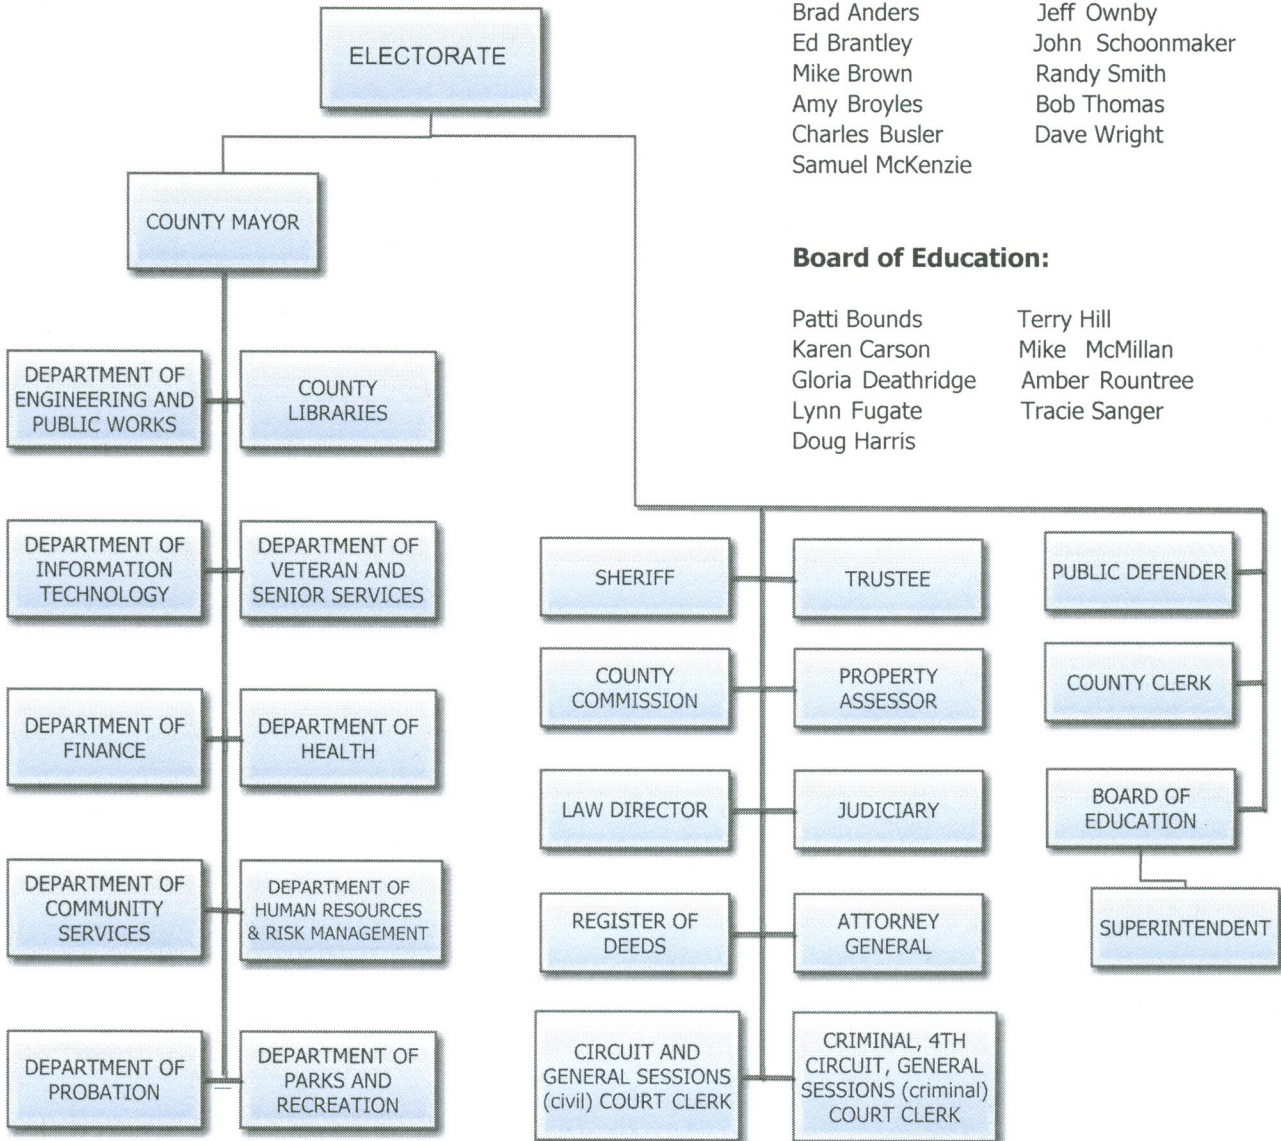 Brad Anders Jeff Ownby
Ed Brantley John Schoonmaker
Mike Brown Randy Smith
Amy Broyles Bob Thomas
Charles Busler Dave Wright
Samuel McKenzie
Board of Education:
Patti Bounds Terry Hill
Karen Carson Mike McMillan
Gloria Deathridge Amber Rountree
Lynn Fugate Tracie Sanger
Doug Harris
ELECTORATE
COUNTY MAYOR
DEPARTMENT OF
ENGINEERING AND
PUBLIC WORKS
COUNTY
LIBRARIES
DEPARTMENT OF
INFORMATION
TECHNOLOGY
DEPARTMENT OF
VETERAN AND
SENIOR SERVICES
DEPARTMENT OF
FINANCE
DEPARTMENT OF
HEALTH
DEPARTMENT OF
COMMUNITY
SERVICES
DEPARTMENT OF
HUMAN RESOURCES
& RISK MANAGEMENT
DEPARTMENT OF
PROBATION
DEPARTMENT OF
PARKS AND
RECREATION
SHERIFF
TRUSTEE
COUNTY
COMMISSION
PROPERTY
ASSESSOR
LAW DIRECTOR
JUDICIARY
REGISTER OF
DEEDS
ATTORNEY
GENERAL
CIRCUIT AND
GENERAL SESSIONS
(civil) COURT CLERK
CRIMINAL, 4TH
CIRCUIT, GENERAL
SESSIONS (criminal)
COURT CLERK
PUBLIC DEFENDER
COUNTY CLERK
BOARD OF
EDUCATION
SUPERINTENDENT